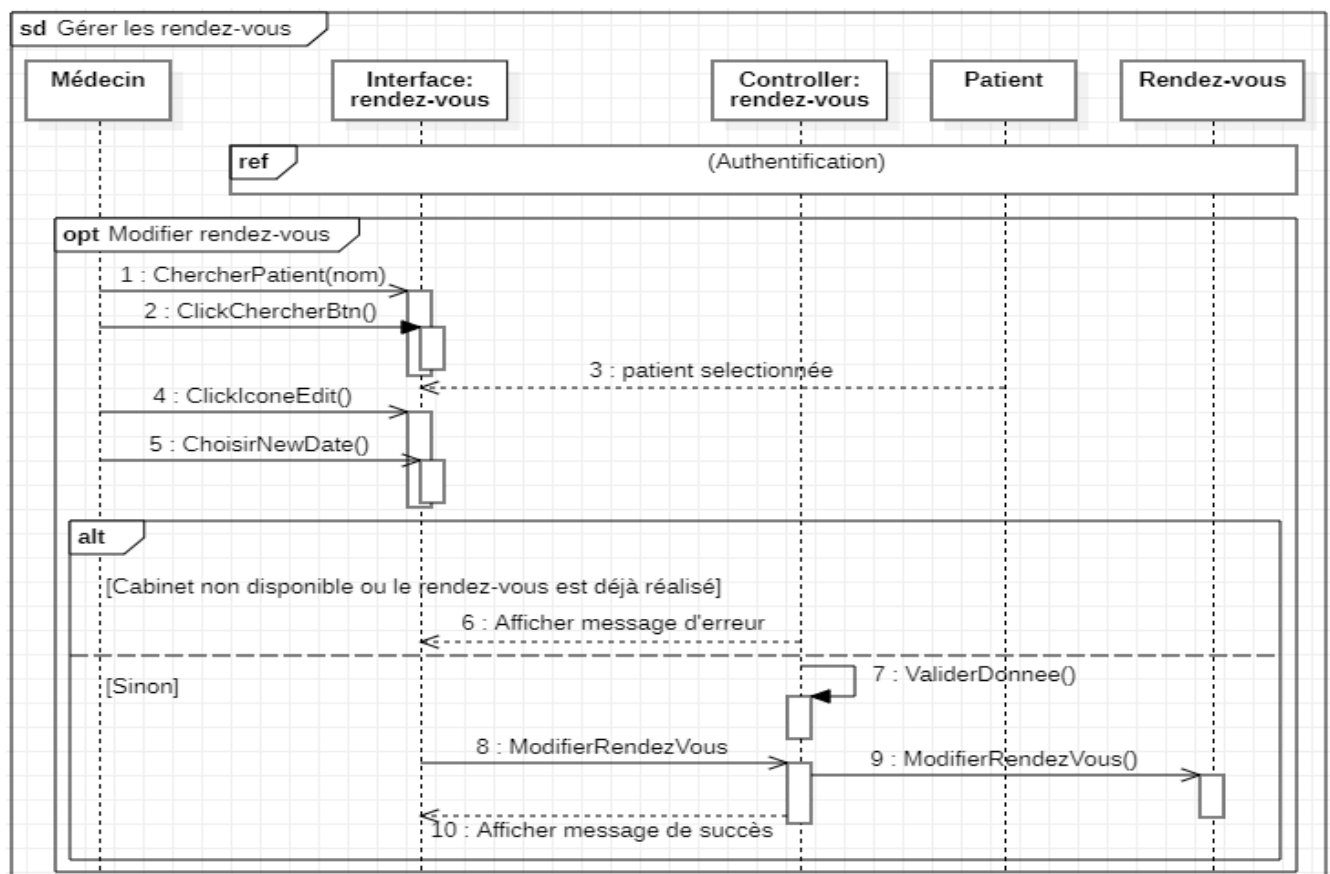 sd Gérer les rendez-vous
Médecin
Interface:
rendez-vous
Controller:
rendez-vous
Patient
Rendez-vous
ref
(Authentification)
opt Modifier rendez-vous
1 : ChercherPatient(nom)
2 : ClickChercherBtn()
3 : patient selectionnée
4 : ClickIconeEdit()
5 : ChoisirNewDate()
alt
[Cabinet non disponible ou le rendez-vous est déjà réalisé]
6 : Afficher message d'erreur
[Sinon]
7 : ValiderDonnee()
8 : ModifierRendezVous
9 : ModifierRendezVous()
10 : Afficher message de succès